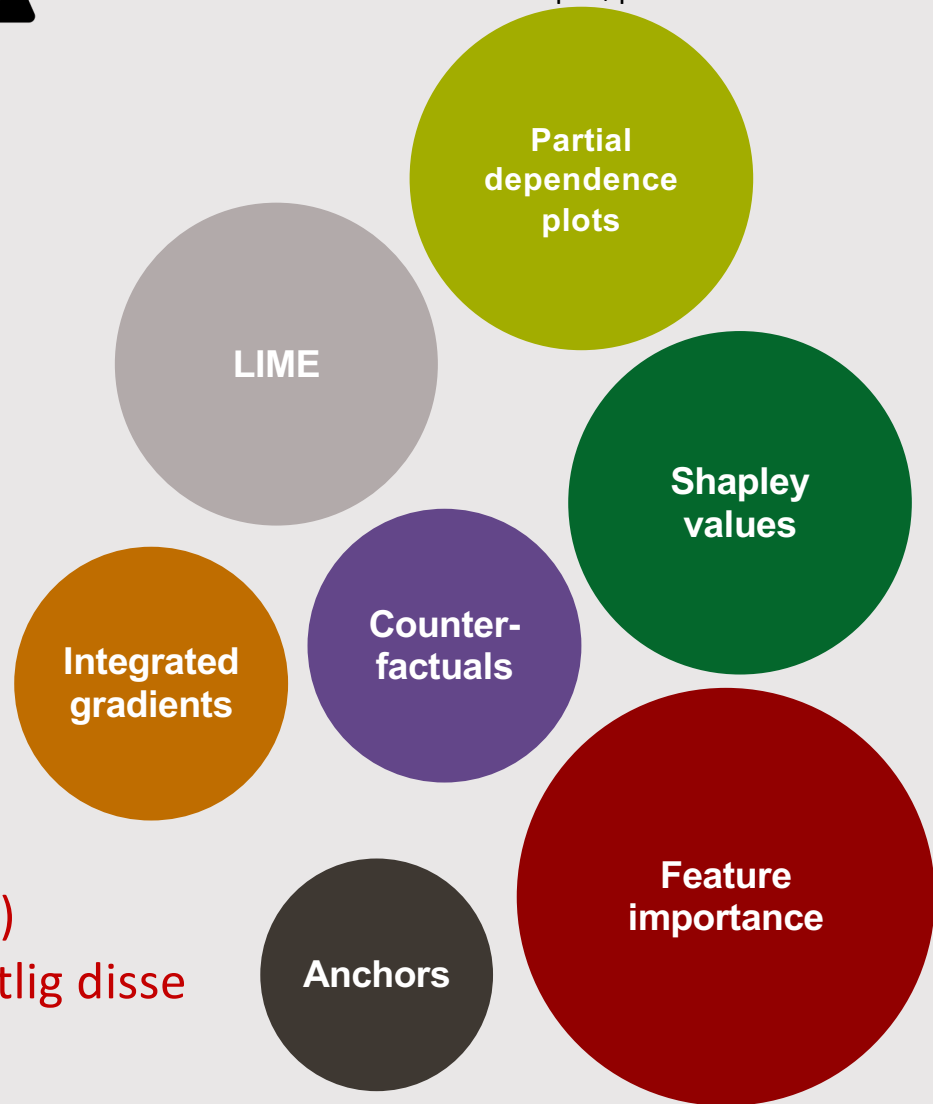 Partial
dependence
plots
LIME
Shapley
values
Counter-
factuals
Integrated
gradients
Feature
importance
)
tlig disse
Anchors